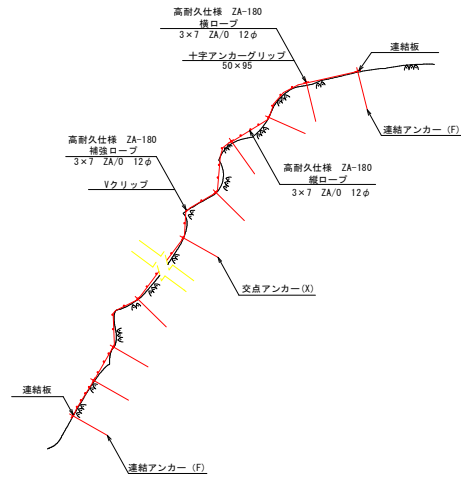 高耐久仕様 ZA-180
横ロープ
3×7 ZA/O 12φ
十字アンカーグリップ
50×95
連結板
連結アンカー(F)
高耐久仕様 ZA-180
補強ロープ
3×7 ZA/O 12φ
Vクリップ
高耐久仕様 ZA-180
縦ロープ
3×7 ZA/O 12φ
交点アンカー(X)
連結板
連結アンカー(F)